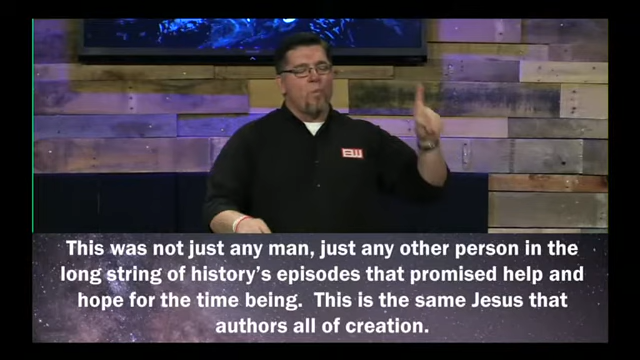 This was not just any man, just any other person in the
long string of history's episodes that promised help and
hope for the time being.  This is the same Jesus that
authors all of creation.